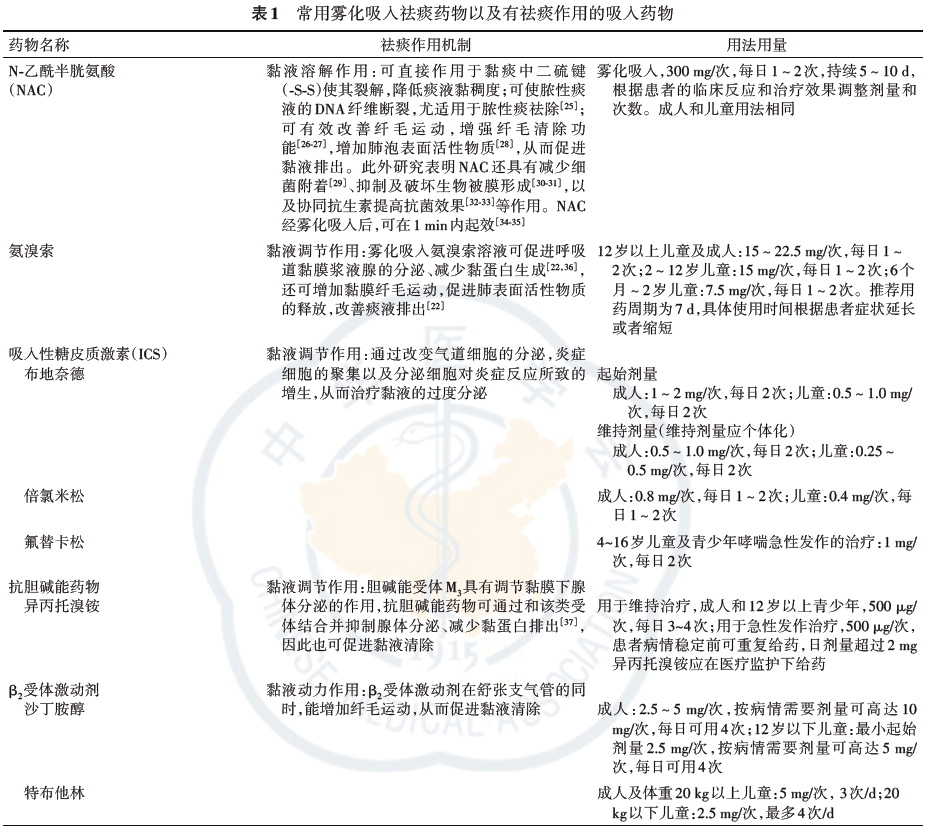 表1 常用雾化吸入祛痰药物以及有祛痰作用的吸入药物
药物名称 祛痰作用机制 用法用量
N-乙酰半胱氨酸
(NAC)
黏液溶解作用:可直接作用于黏痰中二硫键
(-S-S)使其裂解,降低痰液黏稠度;可使脓性痰
液的DNA纤维断裂,尤适用于脓性痰祛除[25];
可有效改善纤毛运动,增强纤毛清除功
能[26-27],增加肺泡表面活性物质[28],从而促进
黏液排出。此外研究表明NAC还具有减少细
菌附着[29]、抑制及破坏生物被膜形成[30-31],以
及协同抗生素提高抗菌效果[32-33]等作用。NAC
经雾化吸入后,可在1 min内起效[34-35]
雾化吸入,300 mg/次,每日1~2次,持续5~10 d,
根据患者的临床反应和治疗效果调整剂量和
次数。成人和儿童用法相同
氨溴索
黏液调节作用:雾化吸入氨溴索溶液可促进呼吸
道黏膜浆液腺的分泌、减少黏蛋白生成[22,36],
还可增加黏膜纤毛运动,促进肺表面活性物质
的释放,改善痰液排出[22]
12岁以上儿童及成人:15~22.5 mg/次,每日1~
2次;2~12岁儿童:15 mg/次,每日1~2次;6个
月~2岁儿童:7.5 mg/次,每日1~2次。推荐用
药周期为7 d,具体使用时间根据患者症状延长
或者缩短
吸入性糖皮质激素(ICS)
布地奈德
黏液调节作用:通过改变气道细胞的分泌,炎症
细胞的聚集以及分泌细胞对炎症反应所致的
增生,从而治疗黏液的过度分泌
起始剂量
成人:1~2 mg/次,每日2次;儿童:0.5~1.0 mg/
次,每日2次
维持剂量(维持剂量应个体化)
成人:0.5~1.0 mg/次,每日2次;儿童:0.25~
0.5 mg/次,每日2次
倍氯米松
成人:0.8 mg/次,每日1~2次;儿童:0.4 mg/次,每
日1~2次
氟替卡松
4~16岁儿童及青少年哮喘急性发作的治疗:1 mg/
次,每日2次
抗胆碱能药物
异丙托溴铵
黏液调节作用:胆碱能受体M3具有调节黏膜下腺
体分泌的作用,抗胆碱能药物可通过和该类受
体结合并抑制腺体分泌、减少黏蛋白排出[37],
因此也可促进黏液清除
用于维持治疗,成人和12岁以上青少年,500 μg/
次,每日3~4次;用于急性发作治疗,500 μg/次,
患者病情稳定前可重复给药,日剂量超过2 mg
异丙托溴铵应在医疗监护下给药
β2受体激动剂
沙丁胺醇
黏液动力作用:β2受体激动剂在舒张支气管的同
时,能增加纤毛运动,从而促进黏液清除
成人:2.5~5 mg/次,按病情需要剂量可高达10
mg/次,每日可用4次;12岁以下儿童:最小起始
剂量2.5 mg/次,按病情需要剂量可高达5 mg/
次,每日可用4次
特布他林
成人及体重20 kg以上儿童:5 mg/次, 3次/d;20
kg以下儿童:2.5 mg/次,最多4次/d
中华医学会
CHINESE MEDICAL ASSOCIATION
1915